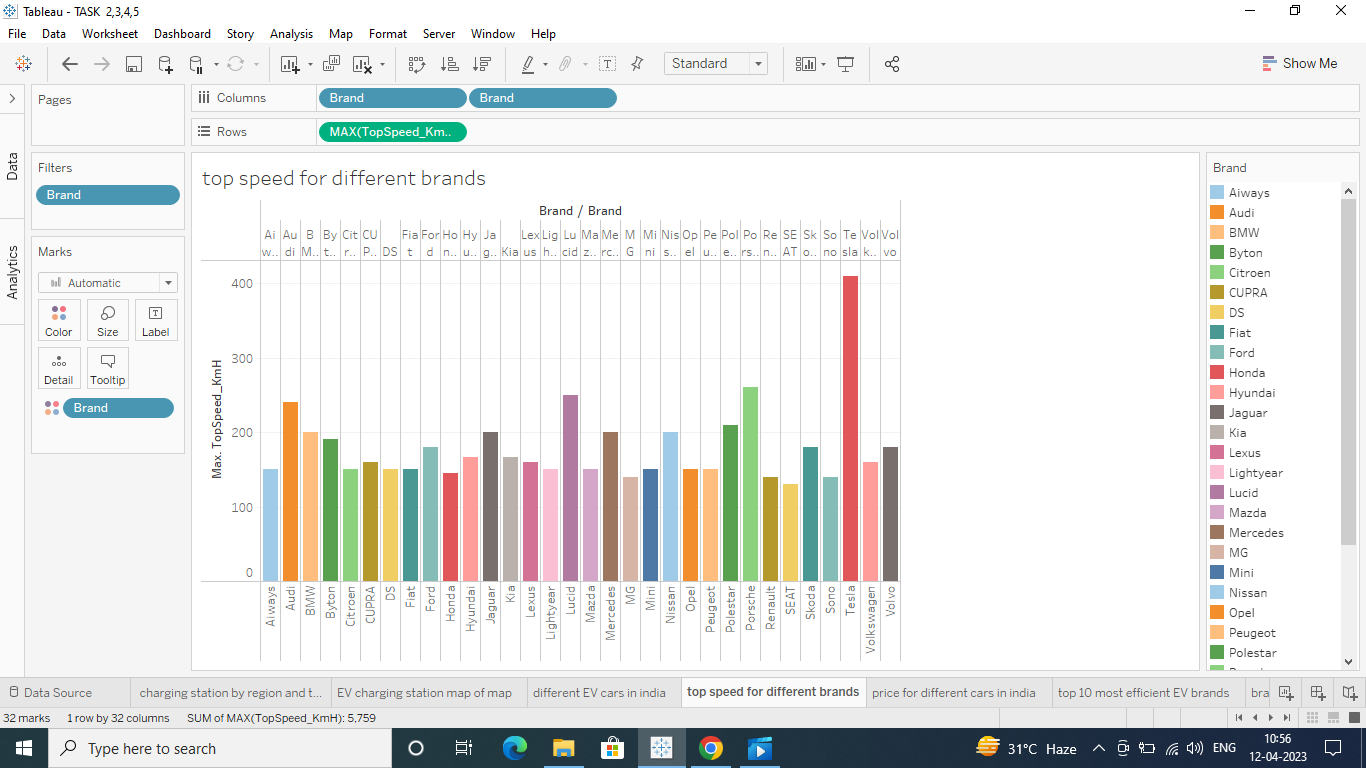 Tableau - TASK 2,3,4,5
File Data Worksheet Dashboard Story Analysis Map Format Server Window Help
Standard
Show Me
Data
Analytics
Pages
Filters
Brand
Marks
Automatic
Color Size Label
Detail Tooltip
Brand
Columns Brand Brand
Rows MAX(TopSpeed_Km..
top speed for different brands
Brand / Brand
Ai w.. Au di B M.. By t.. Cit r.. CU P.. DS Fia t For d Ho n.. Hy u.. Ja g.. Kia Lex us Lig h.. Lu cid Ma z.. Me rc.. M G Mi ni Nis s.. Op el Pe u.. Pol e.. Po rs.. Re n.. SE AT Sk o.. So no Te sla Vol k.. Vol vo
Max. TopSpeed_KmH
400
300
200
100
0
Aiways Audi BMW Byton Citroen CUPRA DS Fiat Ford Honda Hyundai Jaguar Kia Lexus Lightyear Lucid Mazda Mercedes MG Mini Nissan Opel Peugeot Polestar Porsche Renault SEAT Skoda Sono Tesla Volkswagen Volvo
Brand
Aiways
Audi
BMW
Byton
Citroen
CUPRA
DS
Fiat
Ford
Honda
Hyundai
Jaguar
Kia
Lexus
Lightyear
Lucid
Mazda
Mercedes
MG
Mini
Nissan
Opel
Peugeot
Polestar
Data Source charging station by region and t... EV charging station map of map different EV cars in india top speed for different brands price for different cars in india top 10 most efficient EV brands bra
32 marks 1 row by 32 columns SUM of MAX(TopSpeed_KmH): 5,759
Type here to search
31°C Haze ENG
10:56
12-04-2023